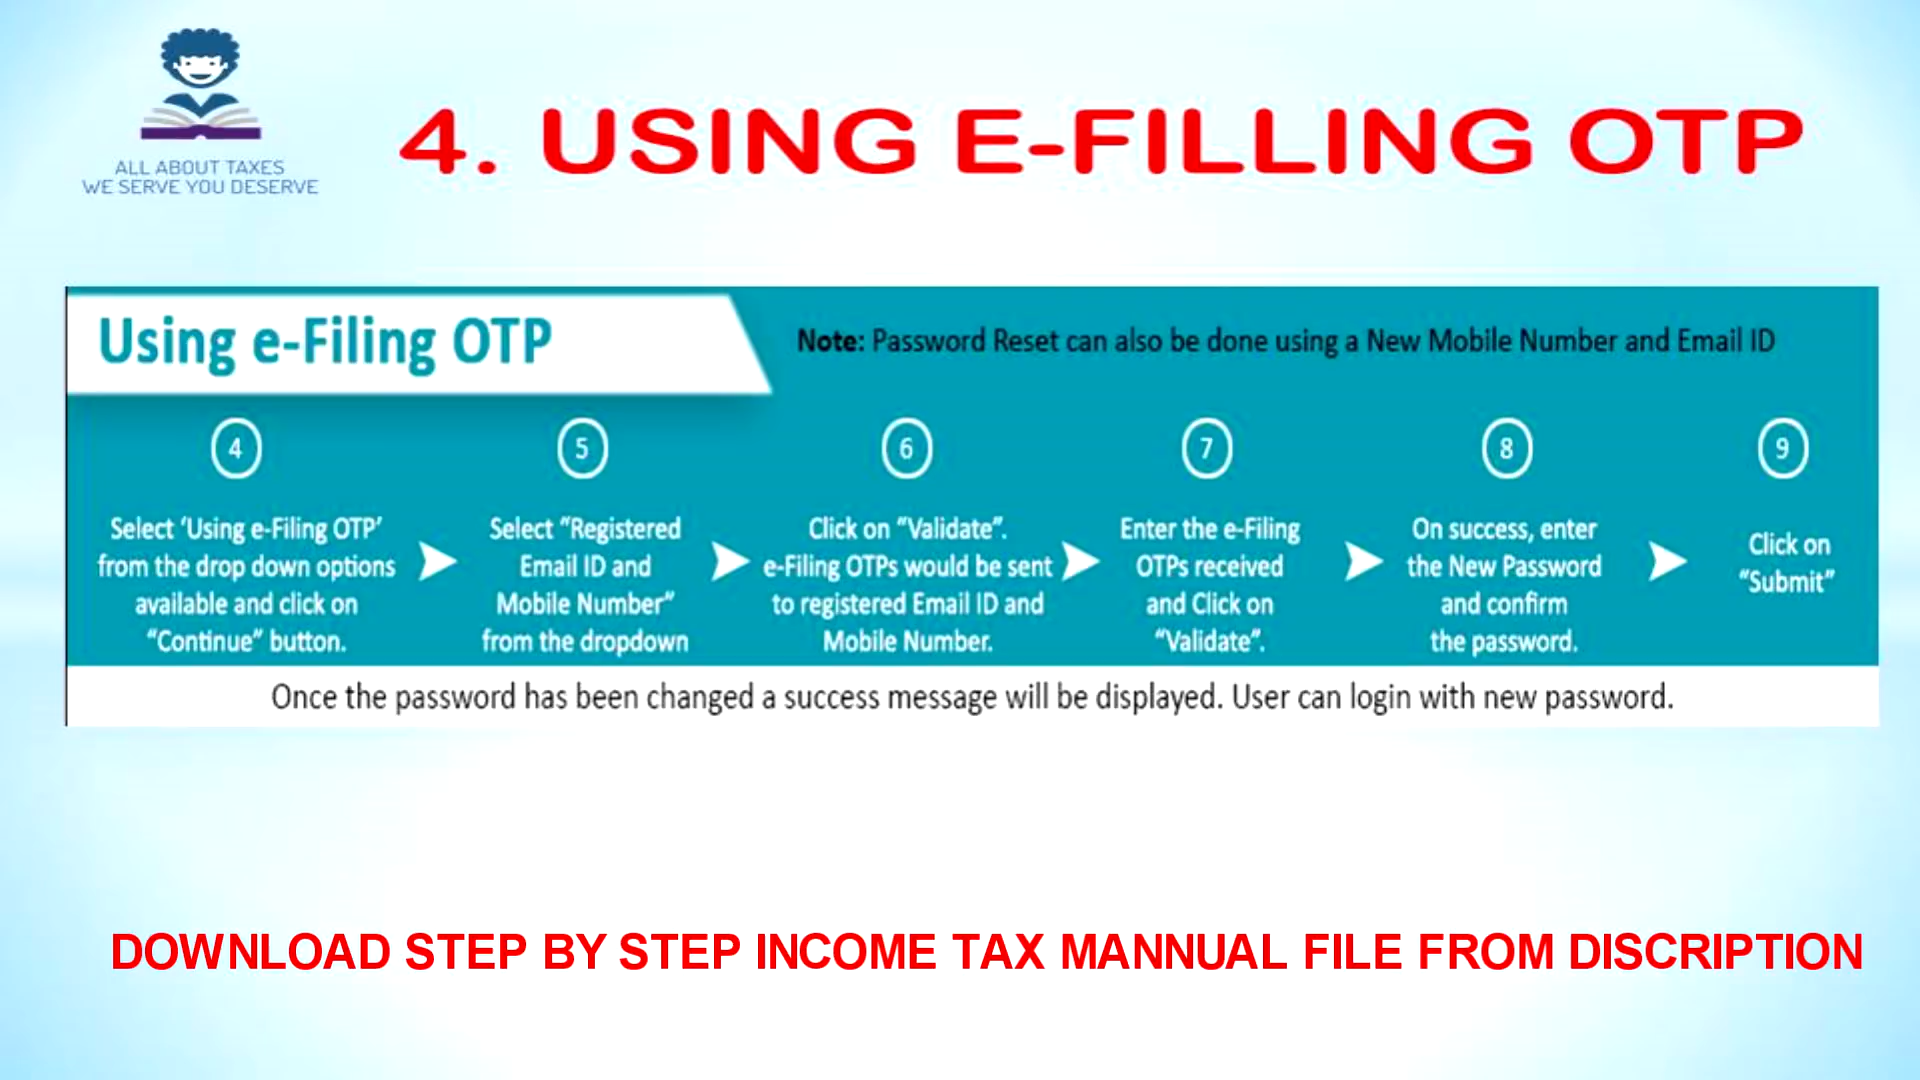 ALL ABOUT TAXES
WE SERVE YOU DESERVE
4. USING E-FILLING OTP
Using e-Filing OTP
Note: Password Reset can also be done using a New Mobile Number and Email ID
4
Select ‘Using e-Filing OTP’
from the drop down options
available and click on
“Continue” button.
5
Select “Registered
Email ID and
Mobile Number”
from the dropdown
6
Click on “Validate”.
e-Filing OTPs would be sent
to registered Email ID and
Mobile Number.
7
Enter the e-Filing
OTPs received
and Click on
“Validate”.
8
On success, enter
the New Password
and confirm
the password.
9
Click on
“Submit”
Once the password has been changed a success message will be displayed. User can login with new password.
DOWNLOAD STEP BY STEP INCOME TAX MANNUAL FILE FROM DISCRIPTION